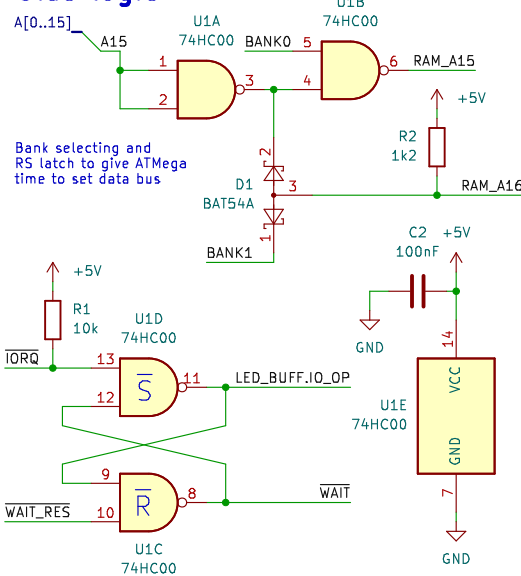 U1B
A[0..15]
U1A
74HC00
74HC00
A15
BANK0
5
6
RAM_A15
1
3
4
2
+5V
Bank selecting and
RS latch to give ATMega
time to set data bus
R2
1k2
2
D1
3
RAM_A16
BAT54A
1
BANK1
C2
+5V
100nF
+5V
R1
10k
GND
14
U1D
74HC00
IORQ
13
S
11
LED_BUFF.IO_OP
12
VCC
U1E
74HC00
GND
9
R
8
WAIT
WAIT_RES
10
7
U1C
74HC00
GND